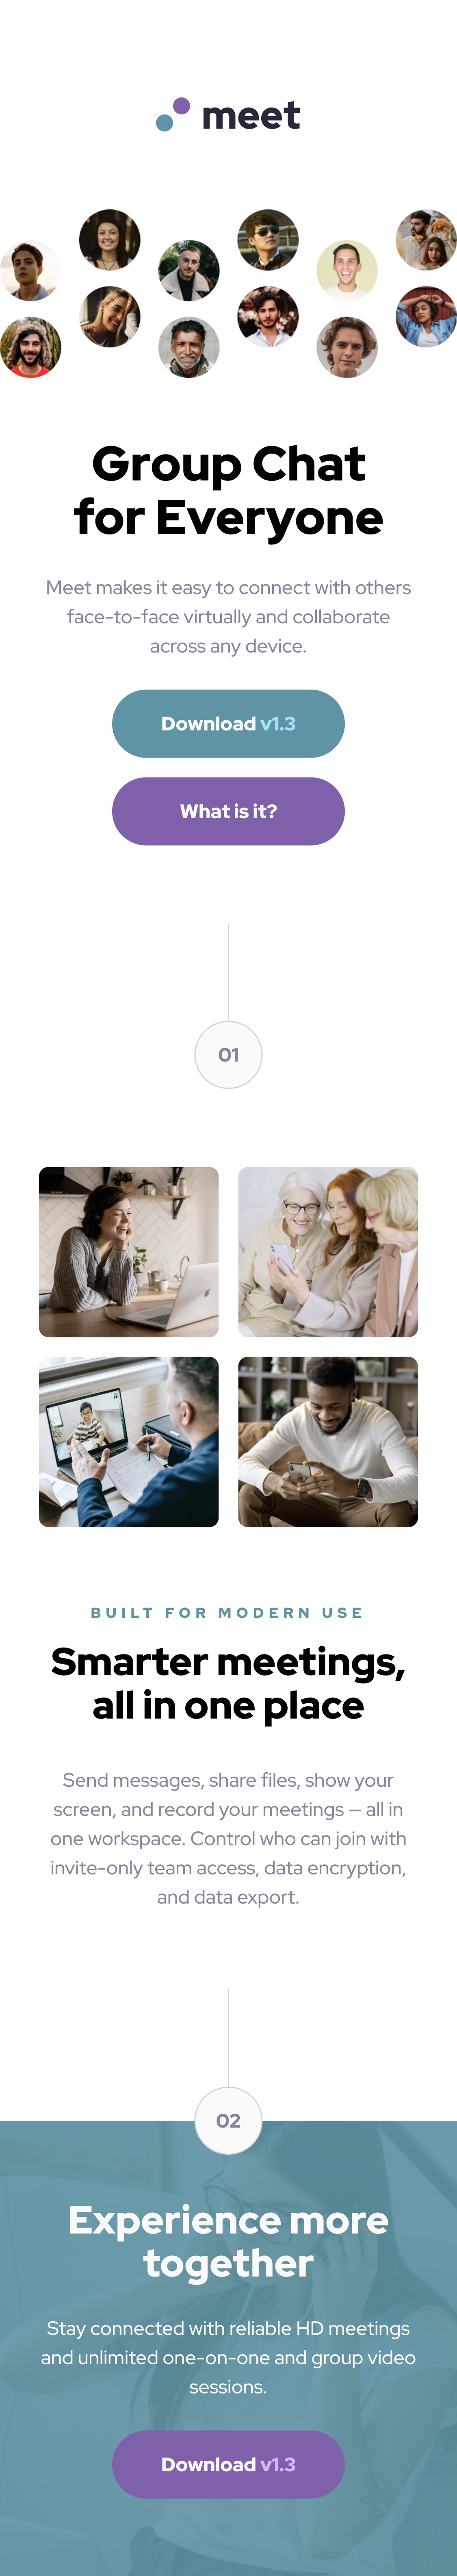 meet
Group Chat
for Everyone
Meet makes it easy to connect with others
face-to-face virtually and collaborate
across any device.
Download v1.3
What is it?
01
BUILT FOR MODERN USE
Smarter meetings,
all in one place
Send messages, share files, show your
screen, and record your meetings — all in
one workspace. Control who can join with
invite-only team access, data encryption,
and data export.
02
Experience more
together
Stay connected with reliable HD meetings
and unlimited one-on-one and group video
sessions.
Download v1.3